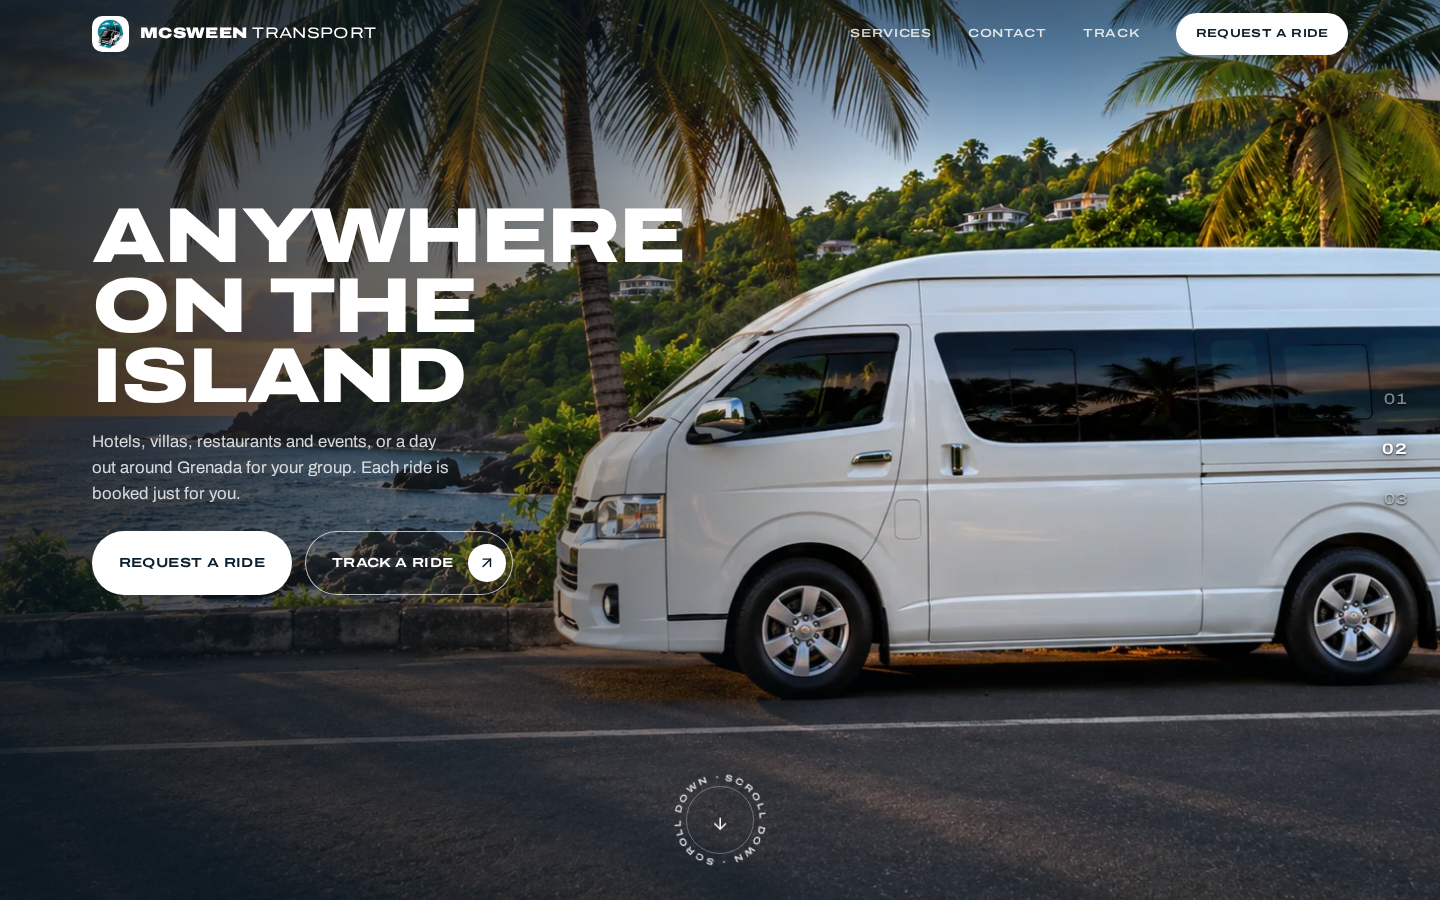 MCSWEEN TRANSPORT
SERVICES
CONTACT
TRACK
REQUEST A RIDE
ANYWHERE
ON THE
ISLAND
Hotels, villas, restaurants and events, or a day
out around Grenada for your group. Each ride is
booked just for you.
REQUEST A RIDE
TRACK A RIDE
01
02
03
SCROLL DOWN · SCROLL DOWN ·